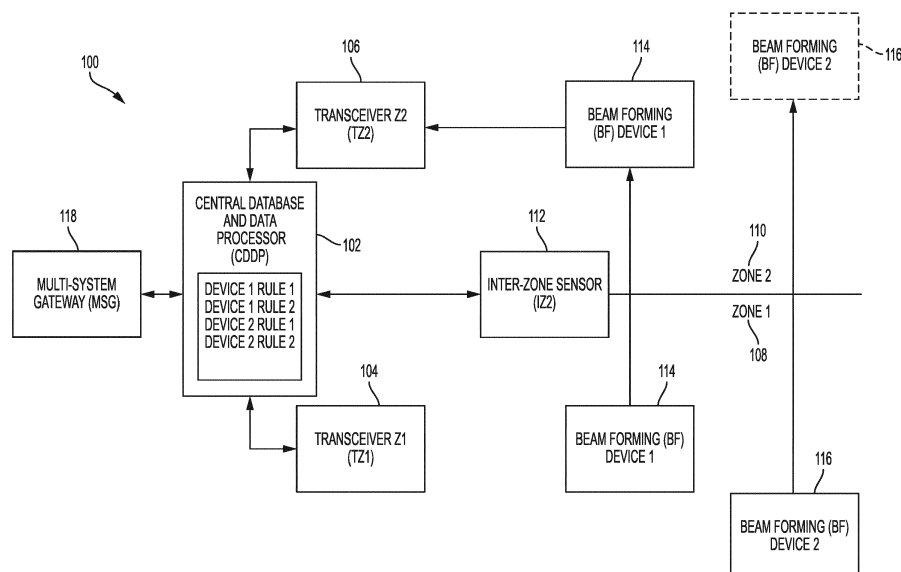 100
106
TRANSCEIVER Z2
(TZ2)
114
BEAM FORMING
(BF) DEVICE 1
BEAM FORMING
(BF) DEVICE 2
116
118
MULTI-SYSTEM
GATEWAY (MSG)
CENTRAL DATABASE
AND DATA
PROCESSOR
(CDDP)
102
DEVICE 1 RULE 1
DEVICE 1 RULE 2
DEVICE 2 RULE 1
DEVICE 2 RULE 2
112
INTER-ZONE SENSOR
(IZ2)
110
ZONE 2
ZONE 1
108
104
TRANSCEIVER Z1
(TZ1)
114
BEAM FORMING (BF)
DEVICE 1
116
BEAM FORMING (BF)
DEVICE 2